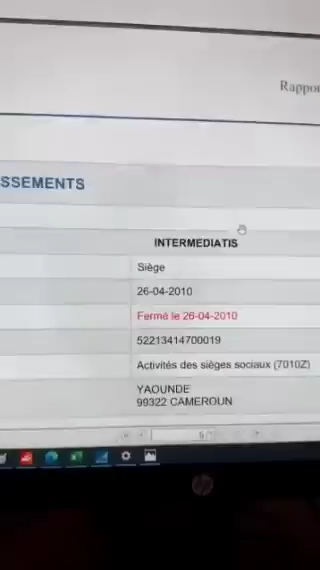 SSEMENTS
INTERMEDIATIS
Siège
26-04-2010
Fermé le 26-04-2010
52213414700019
Activités des sièges sociaux (7010Z)
YAOUNDE
99322 CAMEROUN
hp